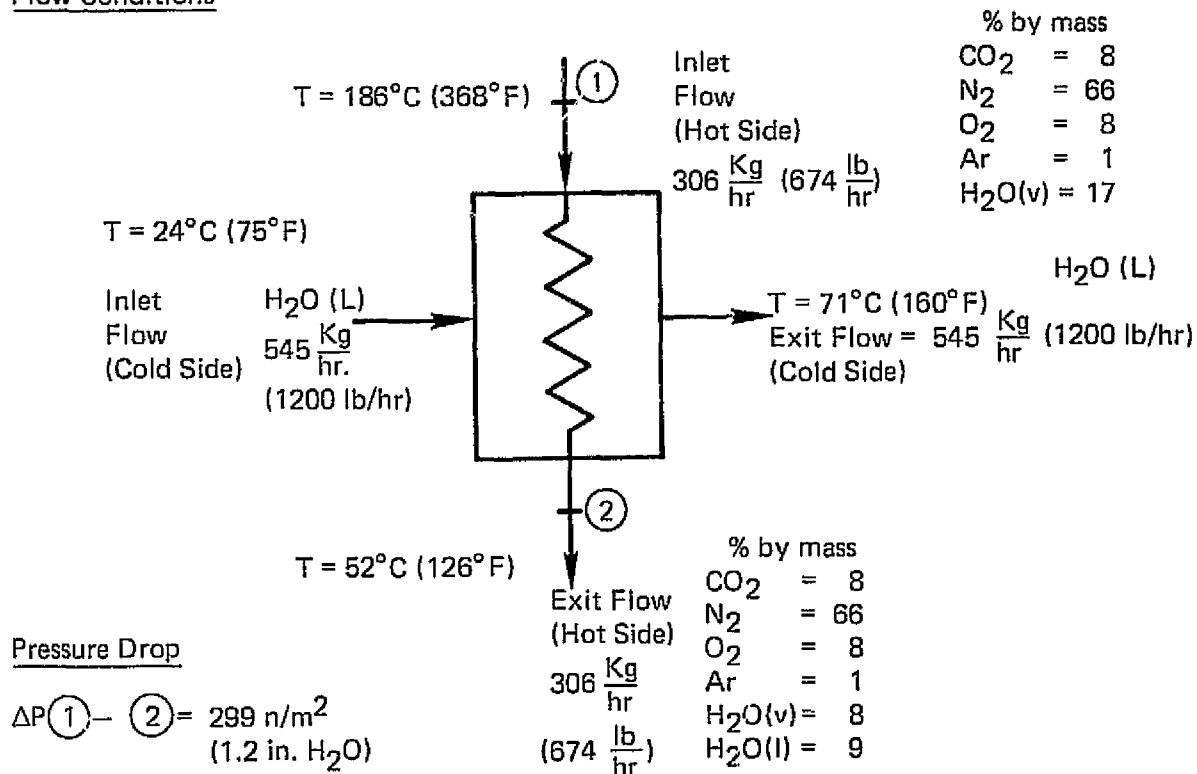 Flow Conditions
T = 186°C (368°F)
1
Inlet
Flow
(Hot Side)
306 Kg/hr (674 lb/hr)
% by mass
CO2 = 8
N2 = 66
O2 = 8
Ar = 1
H2O(v) = 17
T = 24°C (75°F)
Inlet
Flow
(Cold Side)
H2O (L)
545 Kg/hr.
(1200 lb/hr)
H2O (L)
T = 71°C (160°F)
Exit Flow = 545 Kg/hr (1200 lb/hr)
(Cold Side)
2
T = 52°C (126°F)
Exit Flow
(Hot Side)
306 Kg/hr
(674 lb/hr)
% by mass
CO2 = 8
N2 = 66
O2 = 8
Ar = 1
H2O(v) = 8
H2O(l) = 9
Pressure Drop
ΔP 1 – 2 = 299 n/m2
(1.2 in. H2O)